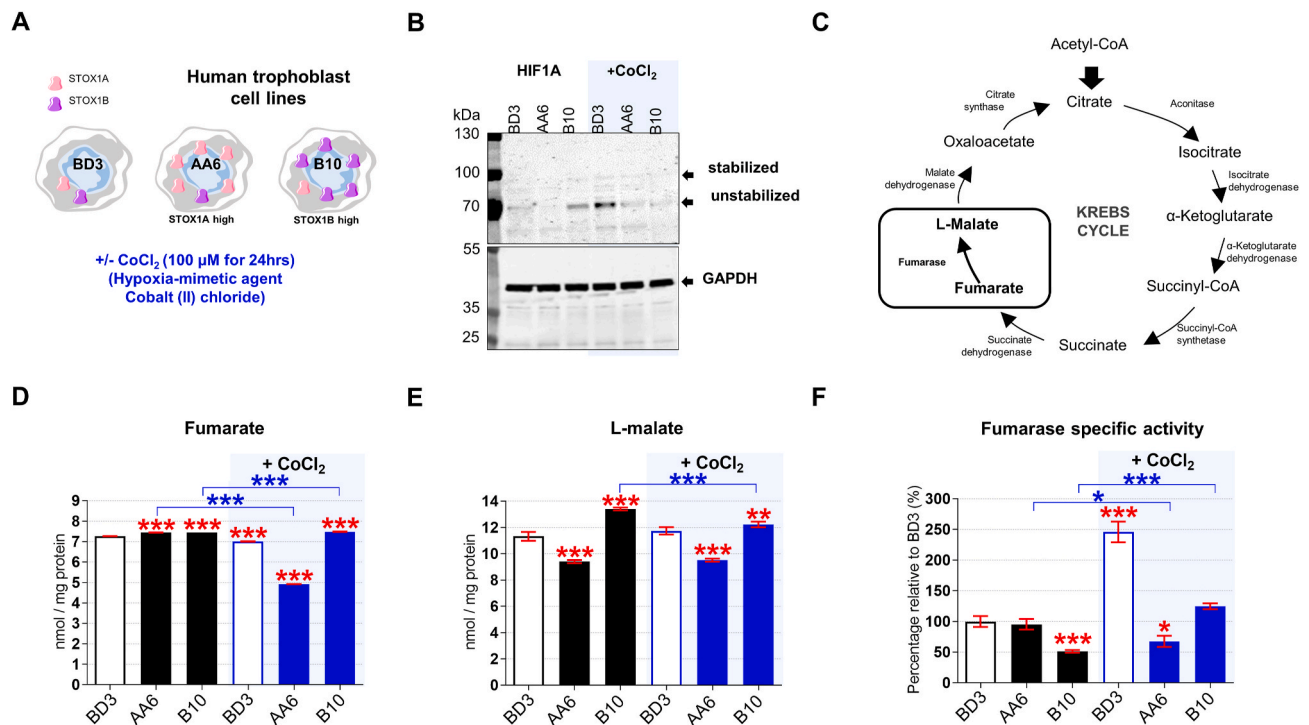 A
STOX1A
STOX1B
Human trophoblast
cell lines
BD3
AA6
B10
STOX1A high
STOX1B high
+/- CoCl2 (100 µM for 24hrs)
(Hypoxia-mimetic agent
Cobalt (II) chloride)
B
HIF1A
+CoCl2
kDa
BD3
AA6
B10
BD3
AA6
B10
130
100
70
55
35
25
stabilized
unstabilized
GAPDH
C
Acetyl-CoA
Citrate
synthase
Citrate
Aconitase
Oxaloacetate
Isocitrate
Malate
dehydrogenase
Isocitrate
dehydrogenase
L-Malate
KREBS
CYCLE
α-Ketoglutarate
Fumarase
α-Ketoglutarate
dehydrogenase
Fumarate
Succinyl-CoA
Succinate
dehydrogenase
Succinate
Succinyl-CoA
synthetase
D
Fumarate
+ CoCl2
***
***
*** *** *** *** ***
nmol / mg protein
9
8
7
6
5
4
3
2
1
0
BD3
AA6
B10
BD3
AA6
B10
E
L-malate
+ CoCl2
***
*** *** *** **
nmol / mg protein
14
12
10
8
6
4
2
0
BD3
AA6
B10
BD3
AA6
B10
F
Fumarase specific activity
+ CoCl2
***
*
*** *** *
Percentage relative to BD3 (%)
300
250
200
150
100
50
0
BD3
AA6
B10
BD3
AA6
B10